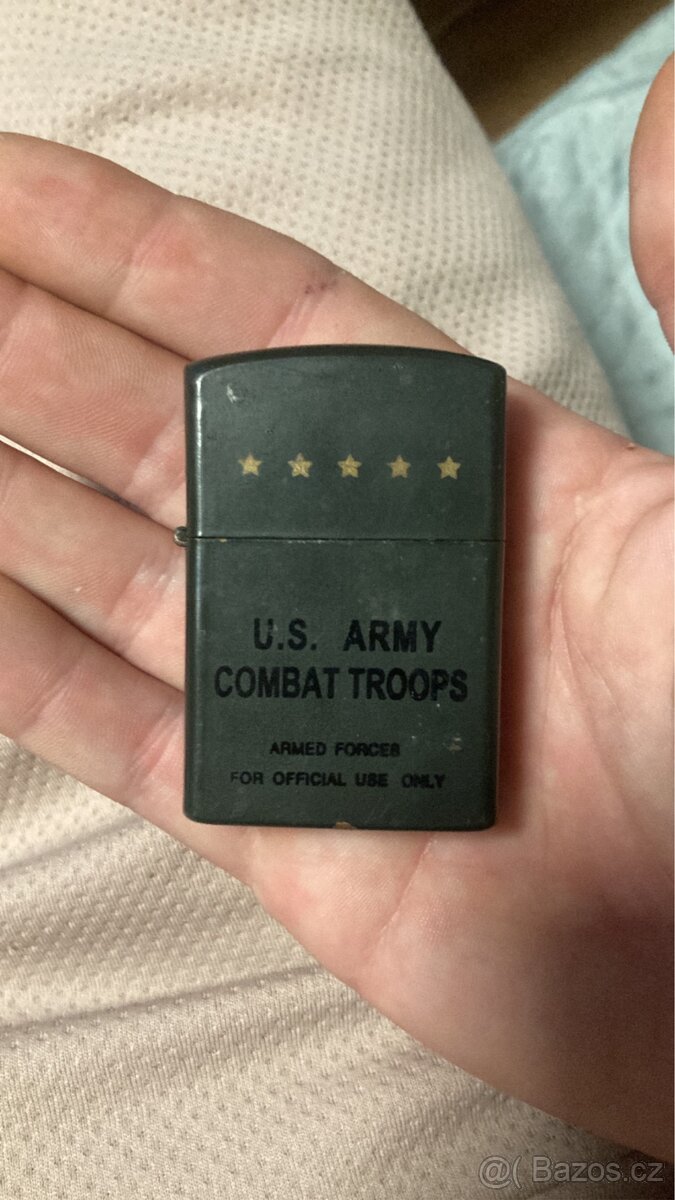 U.S. ARMY
COMBAT TROOPS
ARMED FORCES
FOR OFFICIAL USE ONLY
@( Bazos.cz